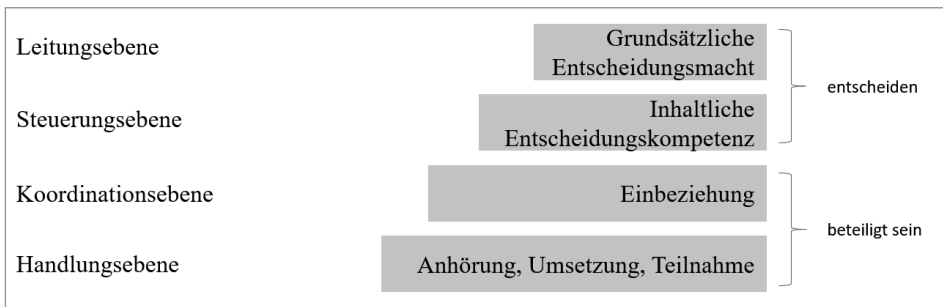 Leitungsebene
Grundsätzliche
Entscheidungsmacht
entscheiden
Steuerungsebene
Inhaltliche
Entscheidungskompetenz
Koordinationsebene
Einbeziehung
beteiligt sein
Handlungsebene
Anhörung, Umsetzung, Teilnahme